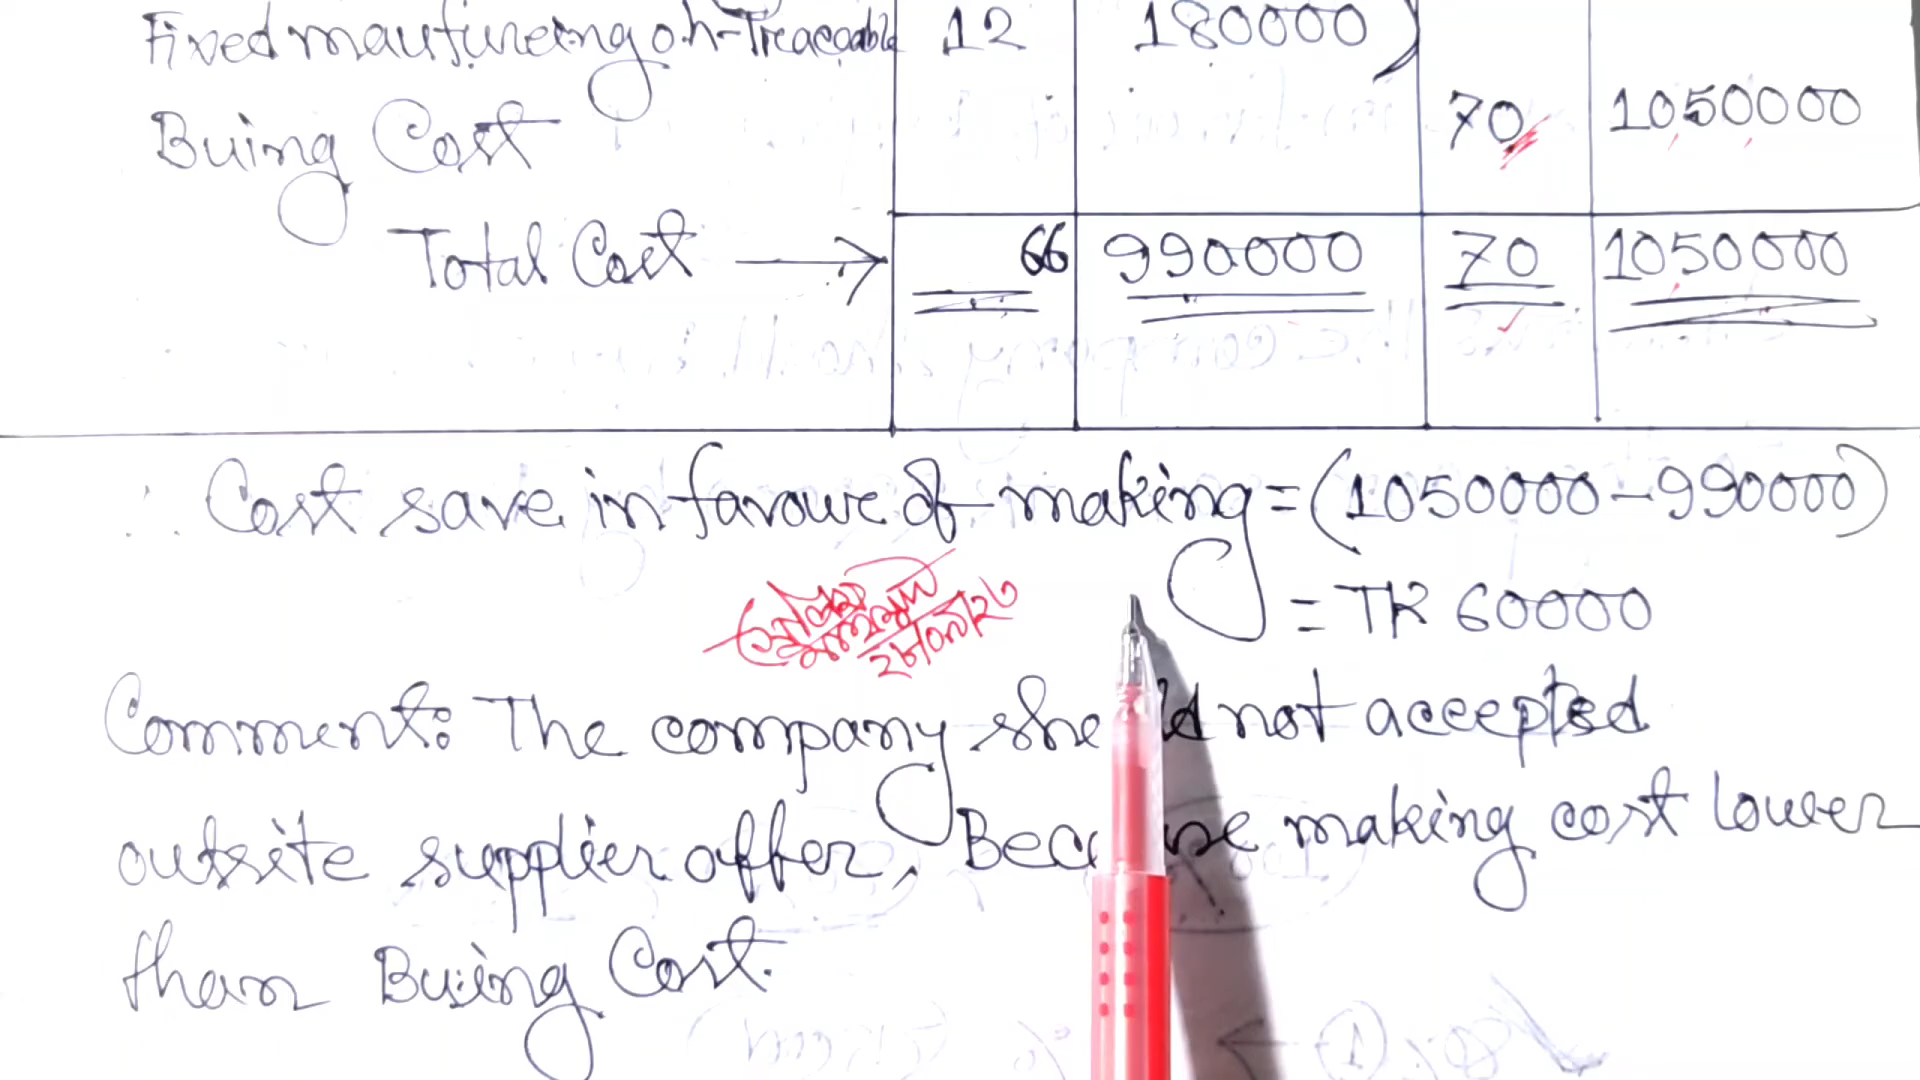 Fixed maufureing o.h-Traceable 12 180000)
Buing Cost 70 1050000
Total Cost → 66 990000 70 1050000
∴ Cost save in favour of making = (1050000-990000)
= TK 60000
Comment: The company should not accepted
outsite supplier offer, Because making cost lower
than Buing Cost.